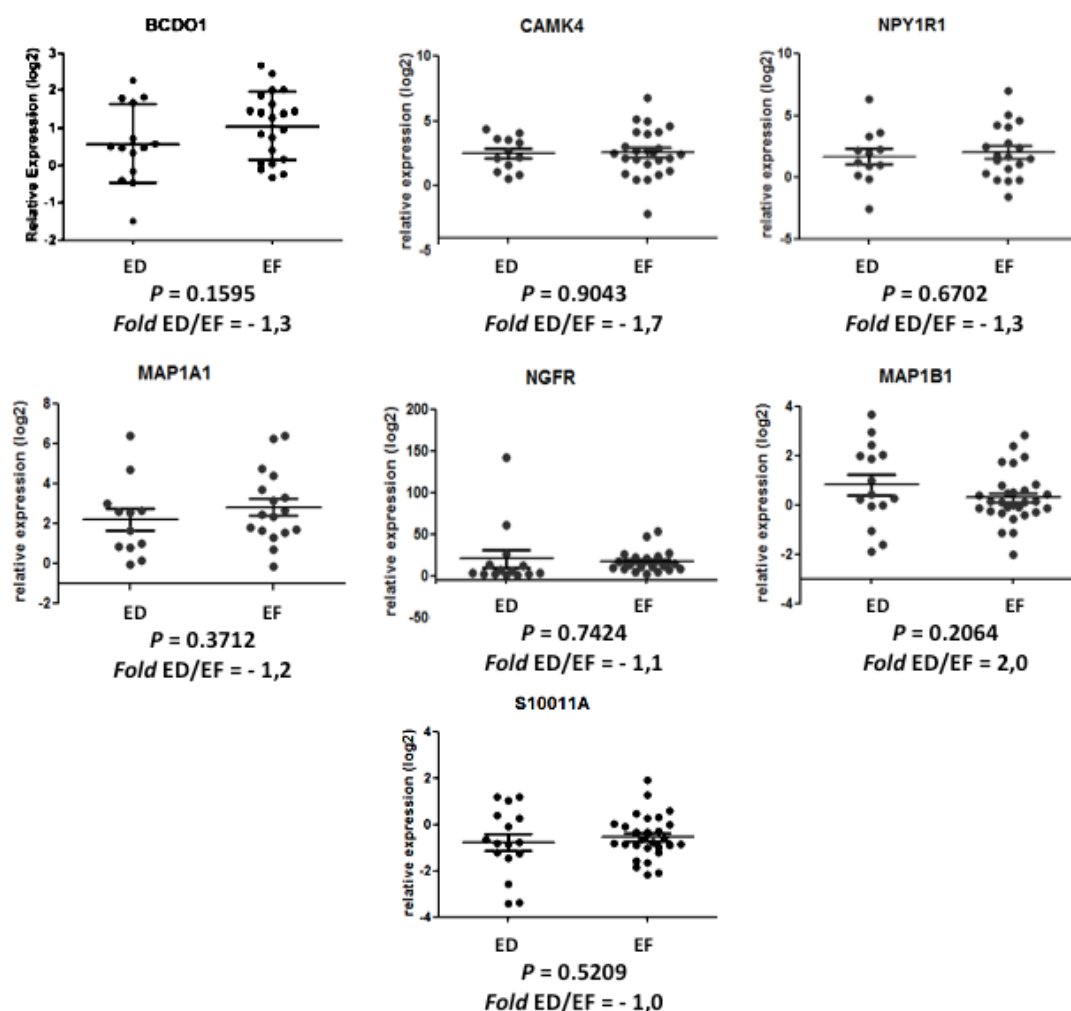 BCDO1
Relative Expression (log2)
3
2
1
0
-1
-2
ED
EF
P = 0.1595
Fold ED/EF = - 1,3
CAMK4
relative expression (log2)
10
5
0
-5
ED
EF
P = 0.9043
Fold ED/EF = - 1,7
NPY1R1
relative expression (log2)
10
5
0
-5
ED
EF
P = 0.6702
Fold ED/EF = - 1,3
MAP1A1
relative expression (log2)
8
6
4
2
0
-2
ED
EF
P = 0.3712
Fold ED/EF = - 1,2
NGFR
relative expression (log2)
200
150
100
50
0
-50
ED
EF
P = 0.7424
Fold ED/EF = - 1,1
MAP1B1
relative expression (log2)
4
2
0
-2
-4
ED
EF
P = 0.2064
Fold ED/EF = 2,0
S10011A
relative expression (log2)
4
2
0
-2
-4
ED
EF
P = 0.5209
Fold ED/EF = - 1,0